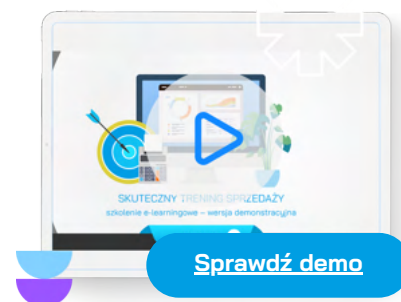 SKUTECZNY TRENING SPRZEDAŻY
szkolenie e-learningowe – wersja demonstracyjna
Sprawdź demo